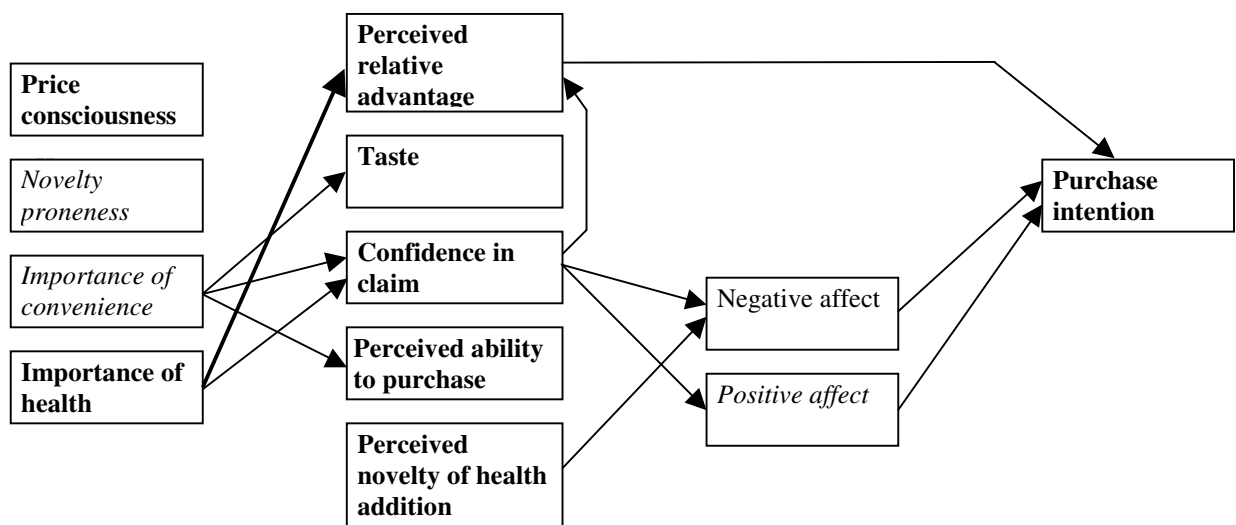 Price
consciousness
Novelty
proneness
Importance of
convenience
Importance of
health
Perceived
relative
advantage
Taste
Confidence in
claim
Perceived ability
to purchase
Perceived
novelty of health
addition
Negative affect
Positive affect
Purchase
intention